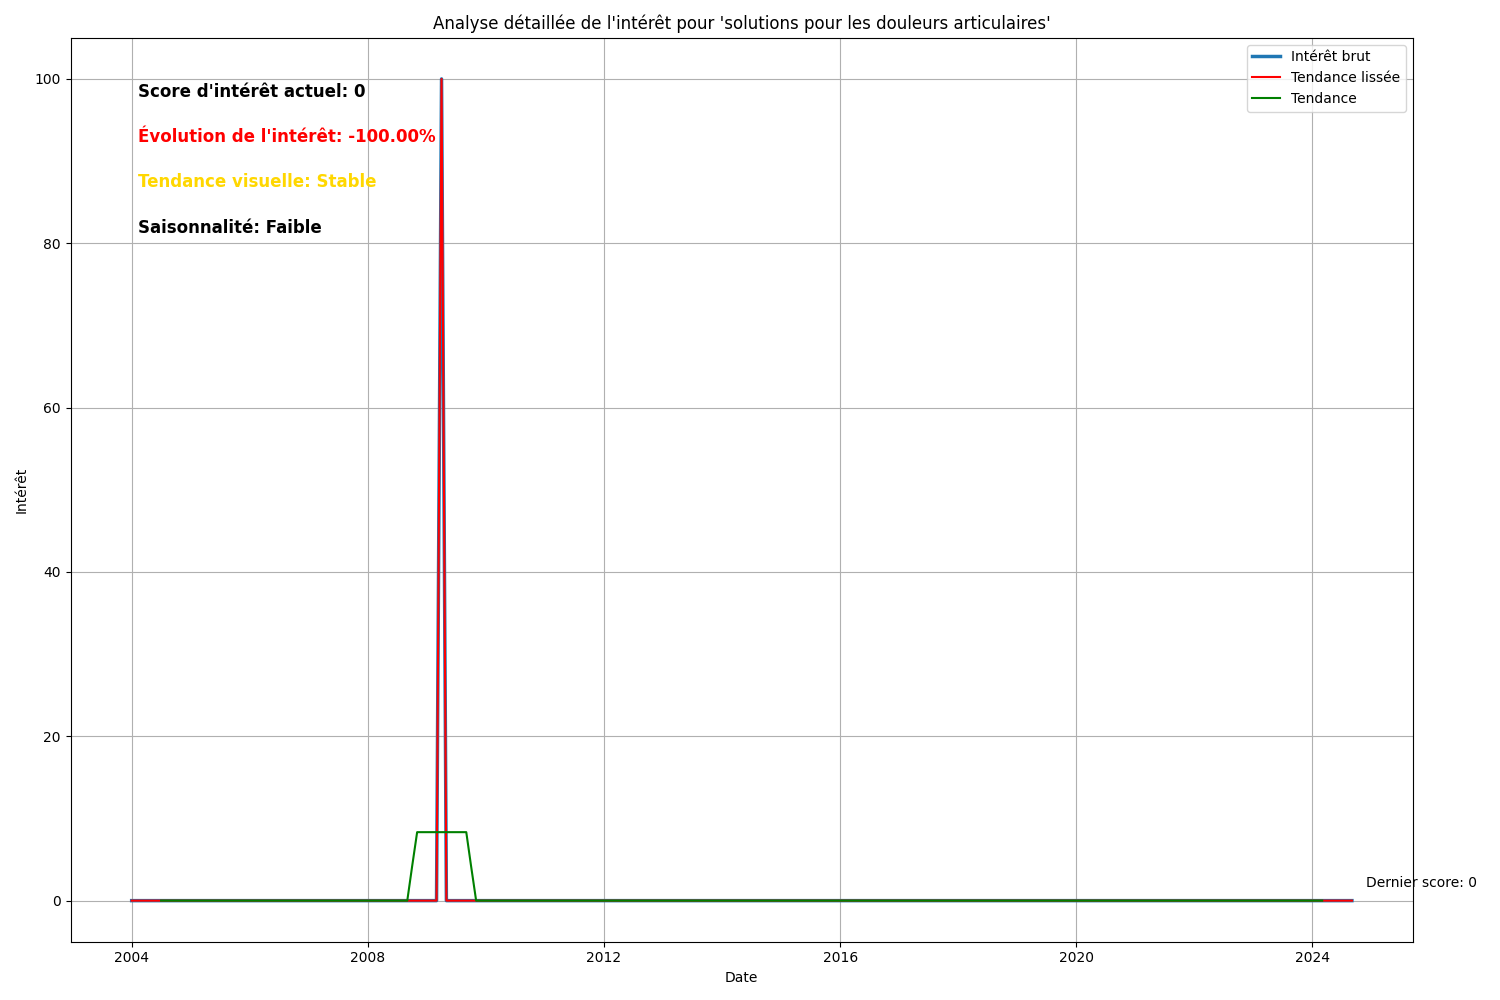 Analyse détaillée de l'intérêt pour 'solutions pour les douleurs articulaires'
Intérêt brut
Tendance lissée
Tendance
Score d'intérêt actuel: 0
Évolution de l'intérêt: -100.00%
Tendance visuelle: Stable
Saisonnalité: Faible
100
80
60
40
20
0
Intérêt
Dernier score: 0
2004 2008 2012 2016 2020 2024
Date